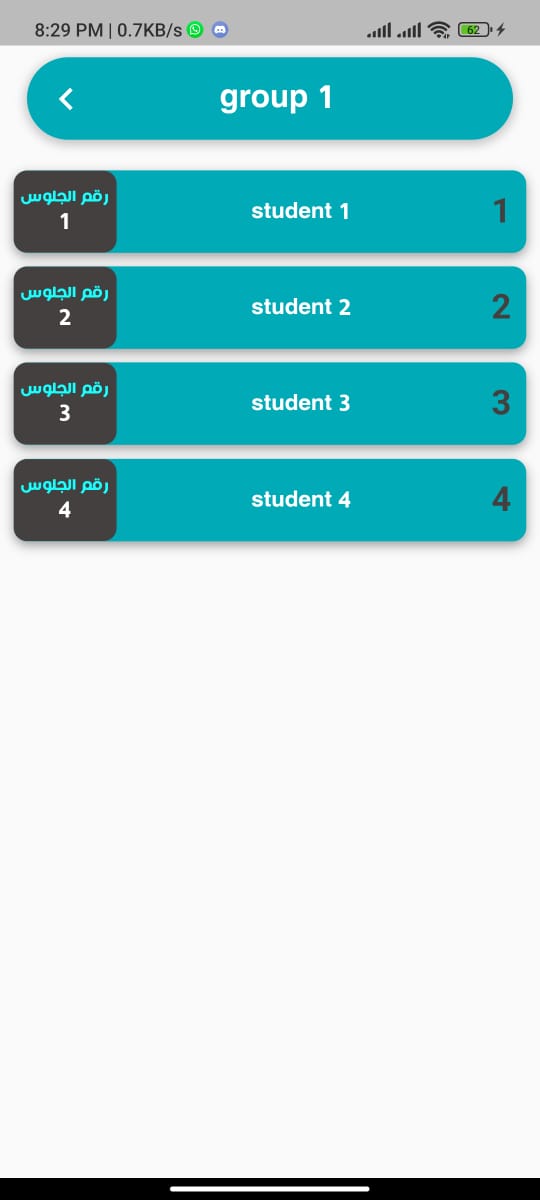 8:29 PM | 0.7KB/s 62
group 1
رقم الجلوس
1
student 1
1
رقم الجلوس
2
student 2
2
رقم الجلوس
3
student 3
3
رقم الجلوس
4
student 4
4